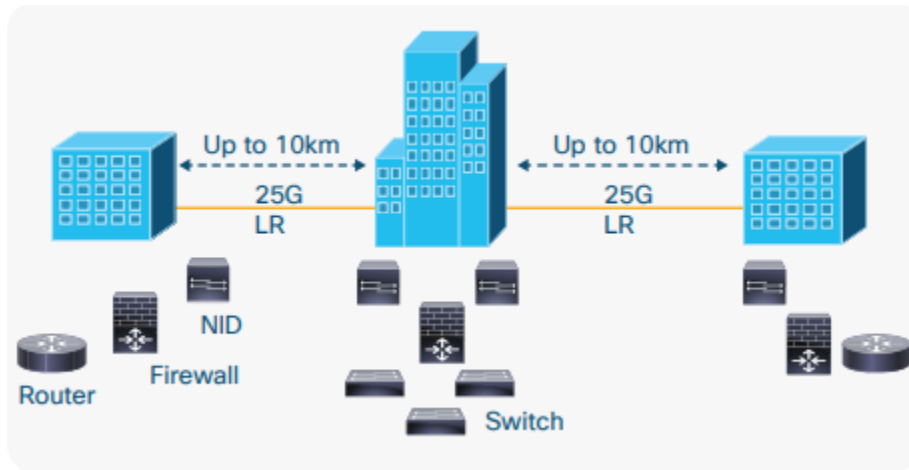 Up to 10km
Up to 10km
25G
LR
25G
LR
NID
Firewall
Router
Switch